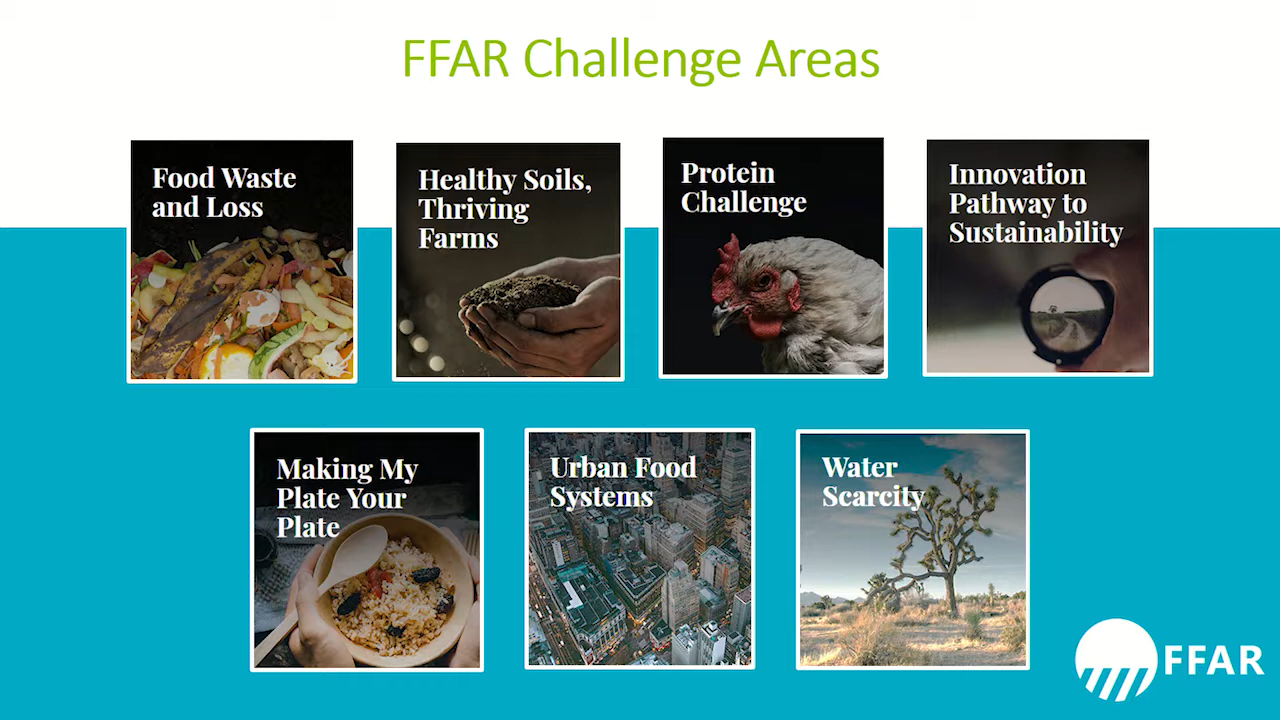 FFAR Challenge Areas
Food Waste
and Loss
Healthy Soils,
Thriving
Farms
Protein
Challenge
Innovation
Pathway to
Sustainability
Making My
Plate Your
Plate
Urban Food
Systems
Water
Scarcity
FFAR